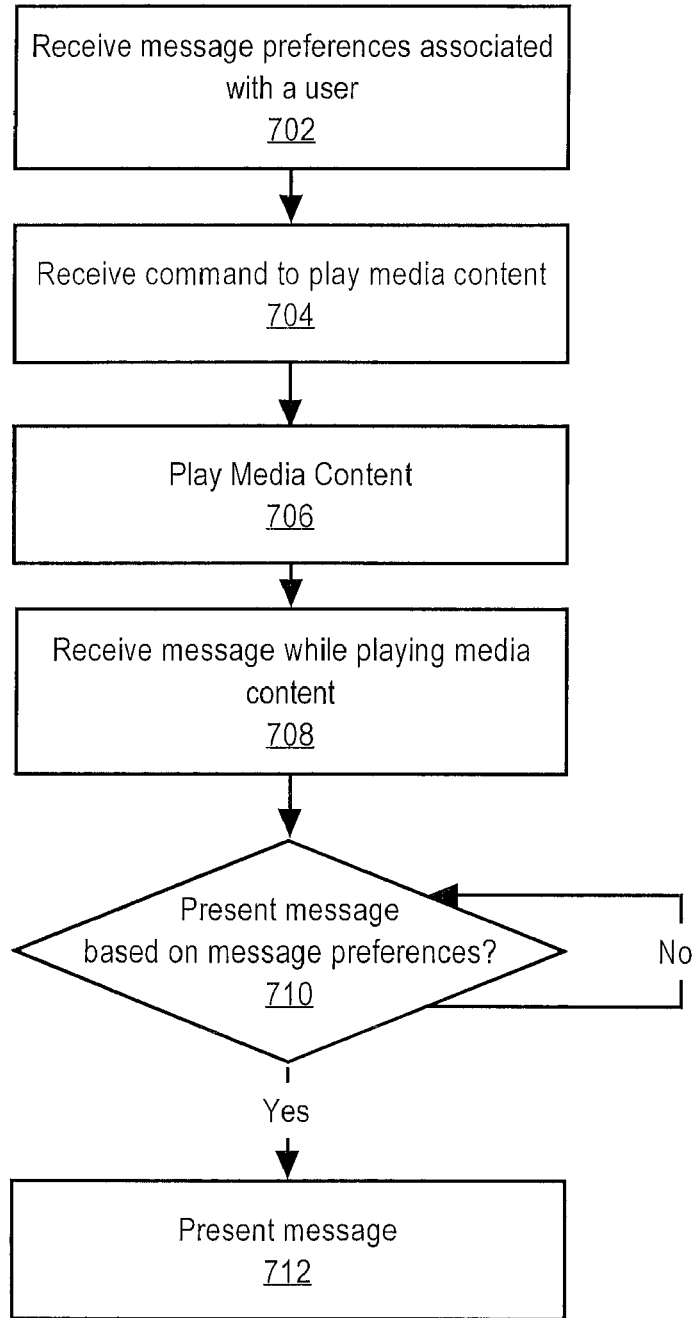 Receive message preferences associated
with a user
702
Receive command to play media content
704
Play Media Content
706
Receive message while playing media
content
708
Present message
based on message preferences?
710
No
Yes
Present message
712